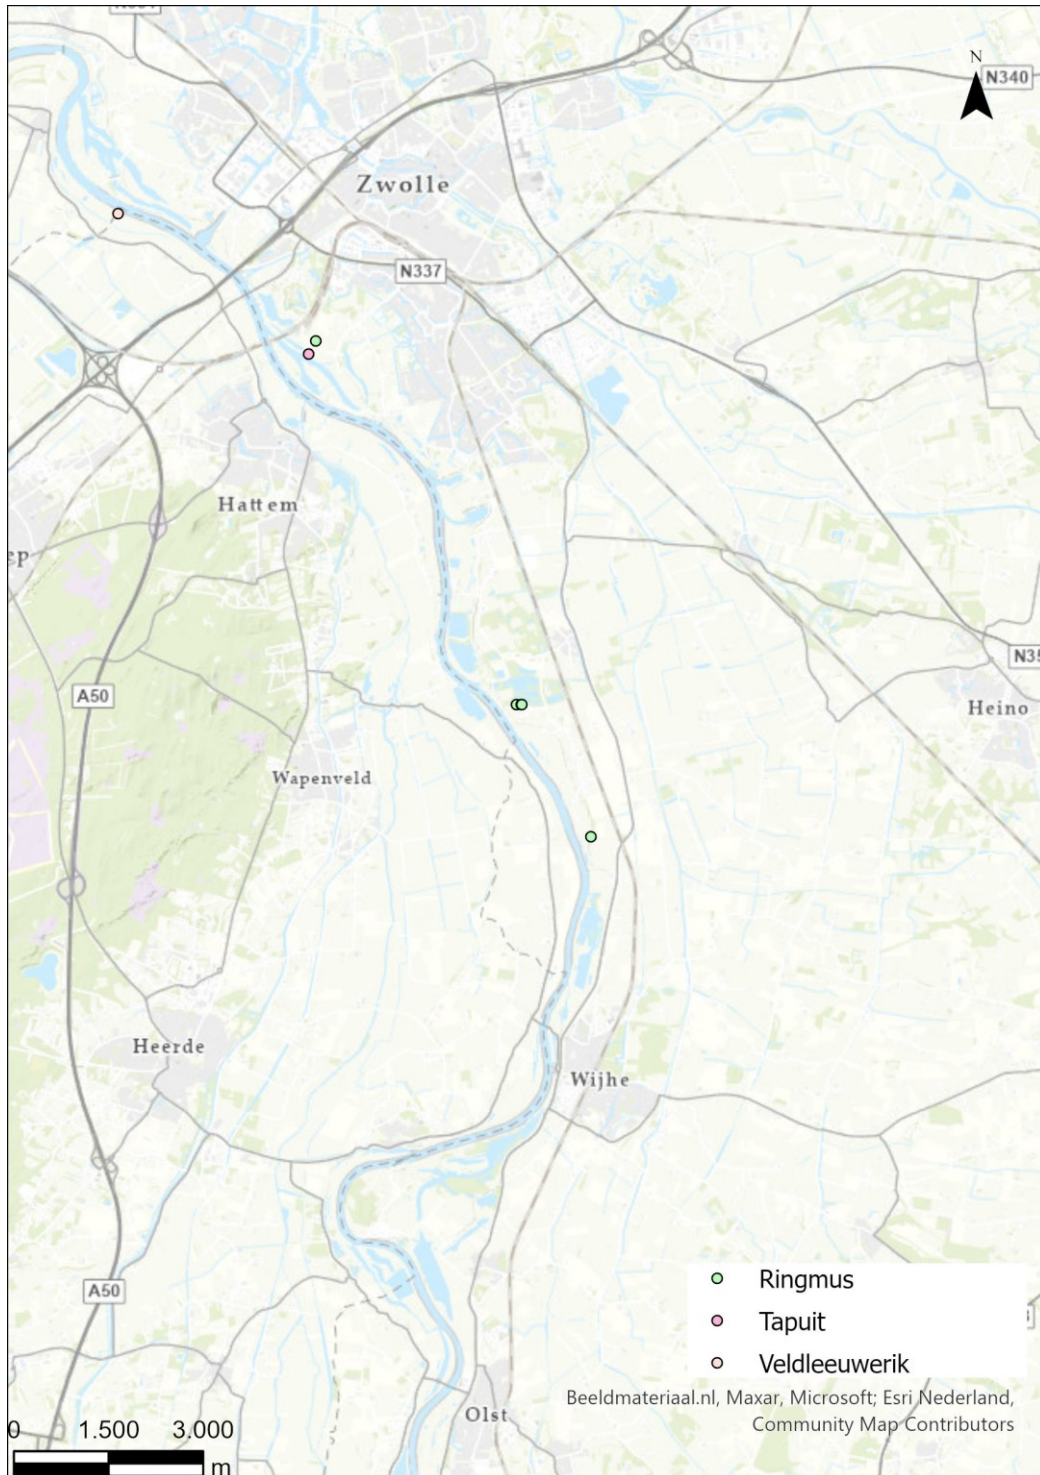 N
N340
Zwolle
N337
Hattem
ep
A50
N35
Heino
Wapenveld
Heerde
Wijhe
A50
Ringmus
Tapuit
Veldleeuwerik
Beeldmateriaal.nl, Maxar, Microsoft; Esri Nederland,
Community Map Contributors
Olst
0 1.500 3.000
m